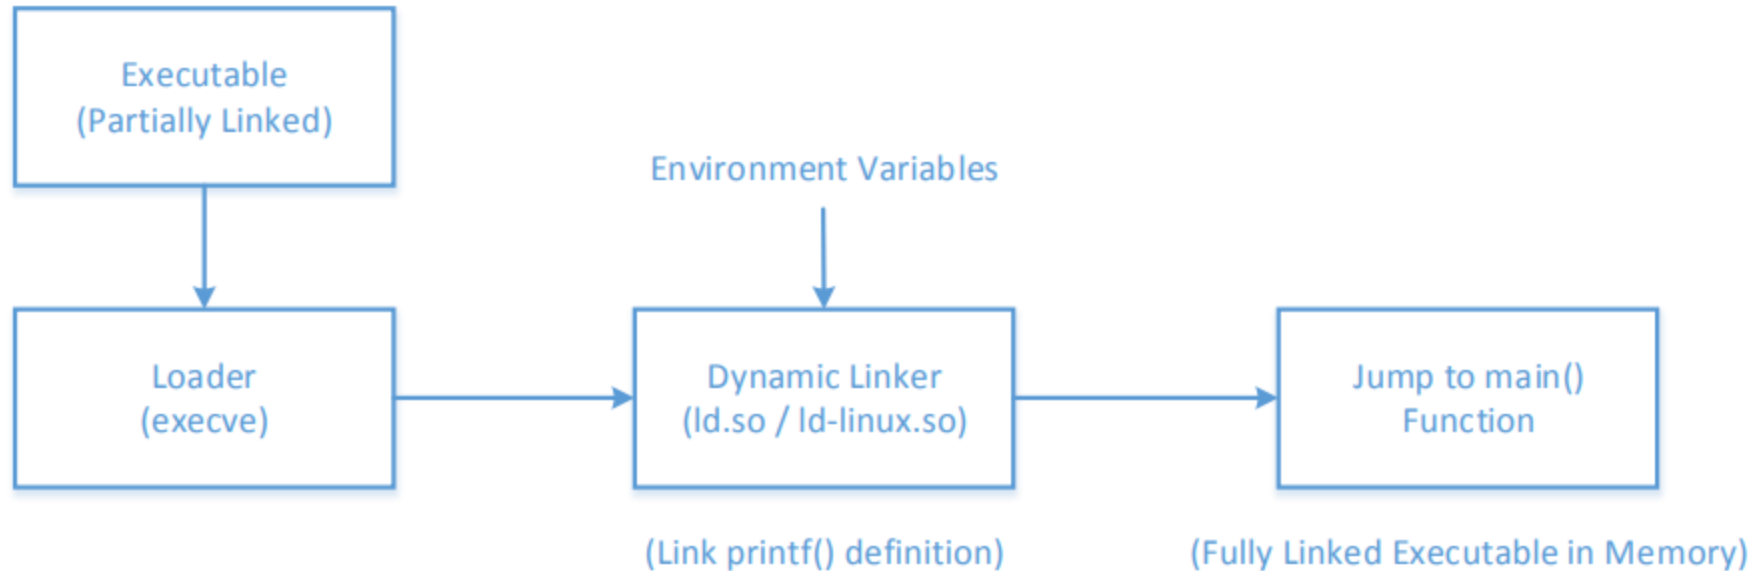 Executable
(Partially Linked)
Environment Variables
Loader
(execve)
Dynamic Linker
(ld.so / ld-linux.so)
Jump to main()
Function
(Link printf() definition)
(Fully Linked Executable in Memory)